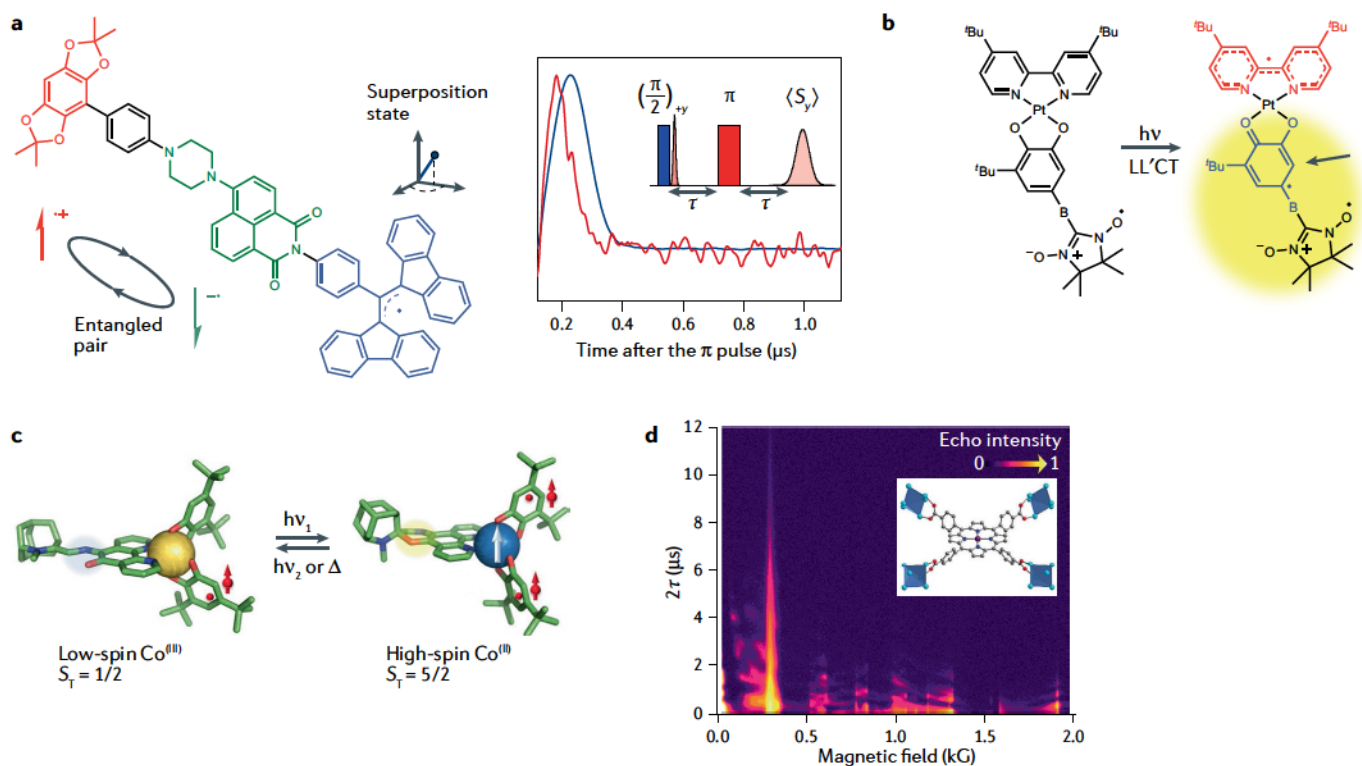 a
O
O
O
O
N
N
O
N
O
•+
−•
+
Entangled
pair
Superposition
state
(π/2)+y
π
⟨Sy⟩
τ
τ
0.2
0.4
0.6
0.8
1.0
Time after the π pulse (μs)
b
tBu
tBu
N
N
Pt
O
O
tBu
B
−O
N
+
N
O•
hν
LL′CT
tBu
tBu
•
N
N
Pt
O
O
tBu
•
B
−O
N
+
N
O•
c
hν1
hν2 or Δ
Low-spin Co(III)
ST = 1/2
High-spin Co(II)
ST = 5/2
d
Echo intensity
0
1
12
10
8
6
4
2
0
2τ (μs)
0.0
0.5
1.0
1.5
2.0
Magnetic field (kG)